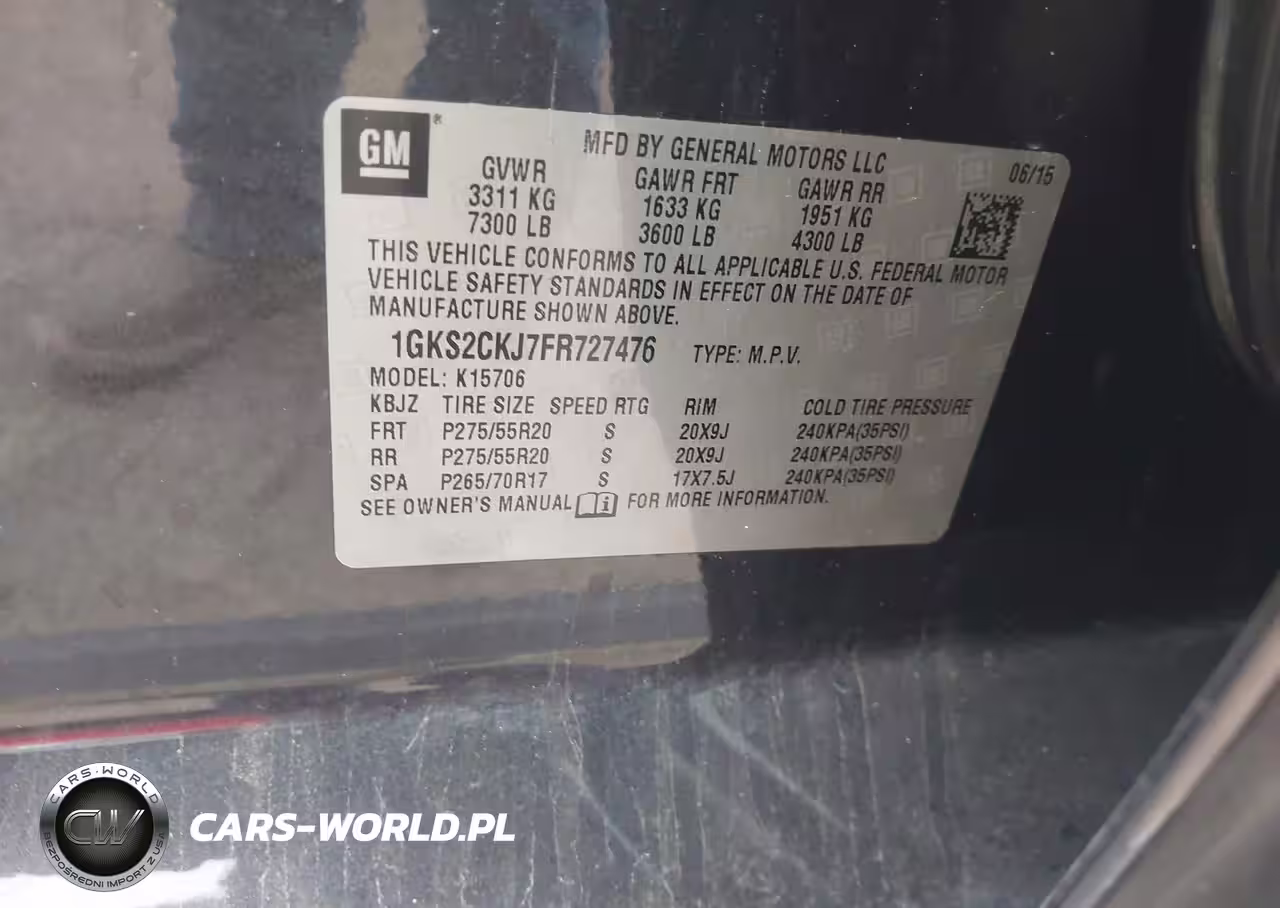 GM®
MFD BY GENERAL MOTORS LLC
06/15
GVWR GAWR FRT GAWR RR
3311 KG 1633 KG 1951 KG
7300 LB 3600 LB 4300 LB
THIS VEHICLE CONFORMS TO ALL APPLICABLE U.S. FEDERAL MOTOR
VEHICLE SAFETY STANDARDS IN EFFECT ON THE DATE OF
MANUFACTURE SHOWN ABOVE.
1GKS2CKJ7FR727476 TYPE: M.P.V.
MODEL: K15706
KBJZ TIRE SIZE SPEED RTG RIM COLD TIRE PRESSURE
FRT P275/55R20 S 20X9J 240KPA(35PSI)
RR P275/55R20 S 20X9J 240KPA(35PSI)
SPA P265/70R17 S 17X7.5J 240KPA(35PSI)
SEE OWNER'S MANUAL i FOR MORE INFORMATION.
CARS-WORLD
CW
BEZPOŚREDNI IMPORT Z USA
CARS-WORLD.PL